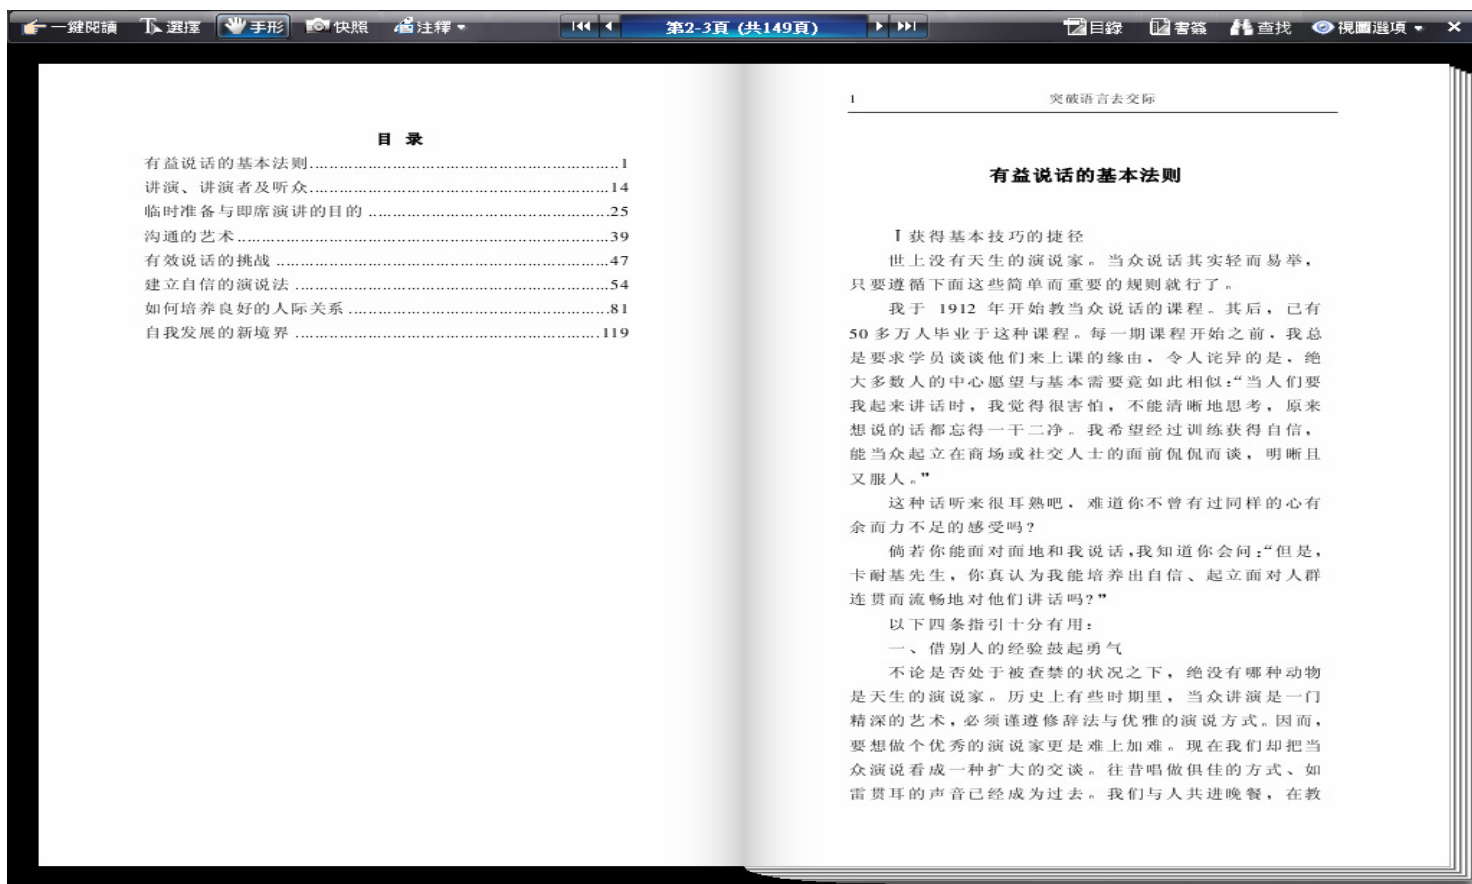 一鍵閱讀 選擇 手形 快照 注釋 第2-3頁 (共149頁) 目錄 書簽 查找 視圖選項
目 录
有益说话的基本法则.............................................................1
讲演、讲演者及听众...........................................................14
临时准备与即席演讲的目的 ................................................25
沟通的艺术..........................................................................39
有效说话的挑战 ...................................................................47
建立自信的演说法 ...............................................................54
如何培养良好的人际关系 ....................................................81
自我发展的新境界 .............................................................119
1 突破语言去交际
有益说话的基本法则
Ⅰ获得基本技巧的捷径
世上没有天生的演说家。当众说话其实轻而易举，
只要遵循下面这些简单而重要的规则就行了。
我于 1912 年开始教当众说话的课程。其后，已有
50多万人毕业于这种课程。每一期课程开始之前，我总
是要求学员谈谈他们来上课的缘由，令人诧异的是，绝
大多数人的中心愿望与基本需要竟如此相似：“当人们要
我起来讲话时，我觉得很害怕，不能清晰地思考，原来
想说的话都忘得一干二净。我希望经过训练获得自信，
能当众起立在商场或社交人士的面前侃侃而谈，明晰且
又服人。”
这种话听来很耳熟吧，难道你不曾有过同样的心有
余而力不足的感受吗？
倘若你能面对面地和我说话，我知道你会问：“但是，
卡耐基先生，你真认为我能培养出自信、起立面对人群
连贯而流畅地对他们讲话吗？”
以下四条指引十分有用：
一、借别人的经验鼓起勇气
不论是否处于被查禁的状况之下，绝没有哪种动物
是天生的演说家。历史上有些时期里，当众讲演是一门
精深的艺术，必须谨遵修辞法与优雅的演说方式。因而，
要想做个优秀的演说家更是难上加难。现在我们却把当
众演说看成一种扩大的交谈。往昔唱做俱佳的方式、如
雷贯耳的声音已经成为过去。我们与人共进晚餐，在教